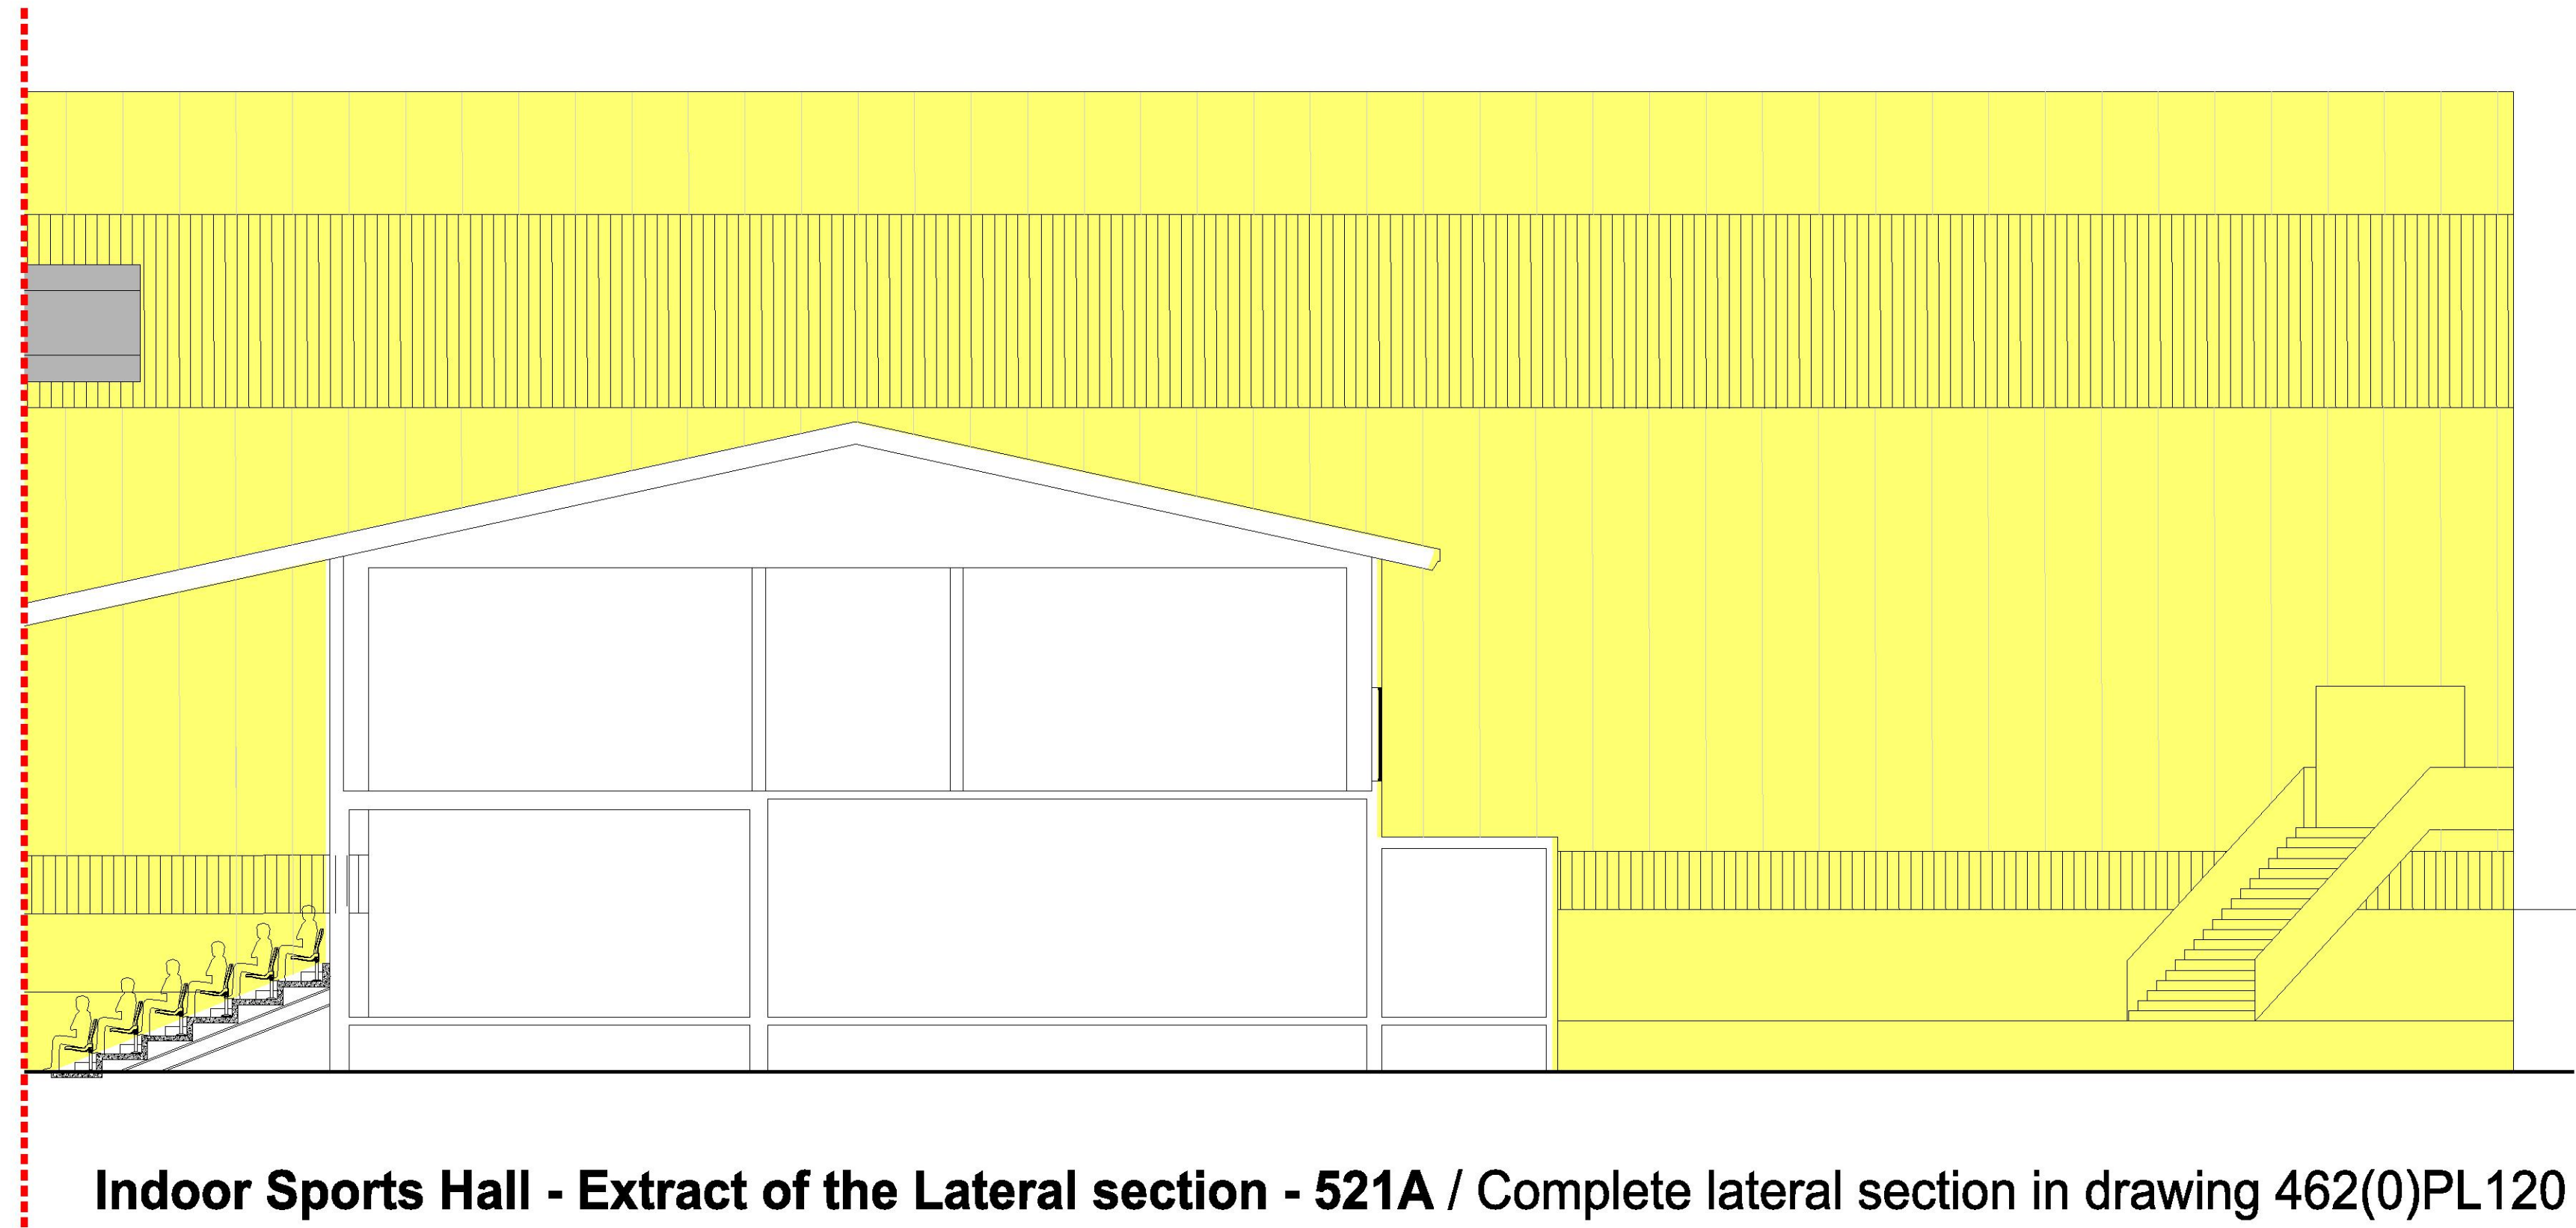 Indoor Sports Hall - Extract of the Lateral section - 521A / Complete lateral section in drawing 462(0)PL120